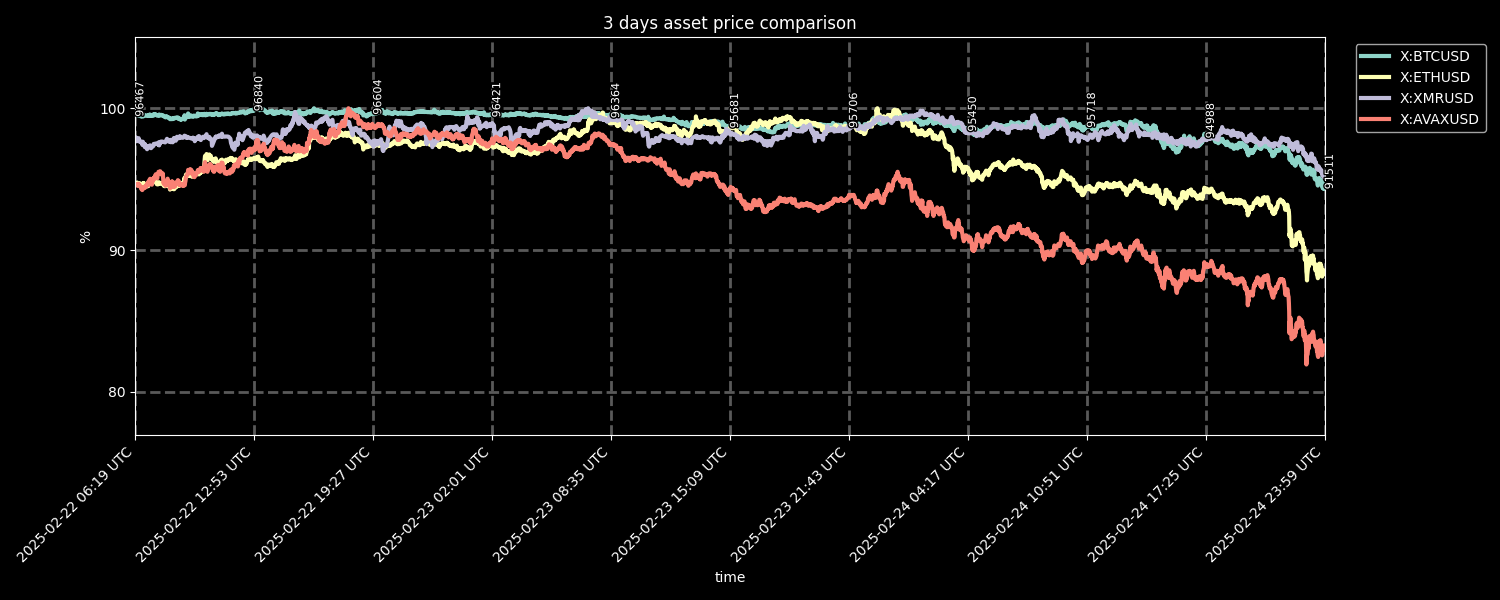 3 days asset price comparison
X:BTCUSD
X:ETHUSD
X:XMRUSD
X:AVAXUSD
100
90
80
%
96467
96840
96604
96421
96364
95681
95706
95450
95718
94988
91511
2025-02-22 06:19 UTC
2025-02-22 12:53 UTC
2025-02-22 19:27 UTC
2025-02-23 02:01 UTC
2025-02-23 08:35 UTC
2025-02-23 15:09 UTC
2025-02-23 21:43 UTC
2025-02-24 04:17 UTC
2025-02-24 10:51 UTC
2025-02-24 17:25 UTC
2025-02-24 23:59 UTC
time